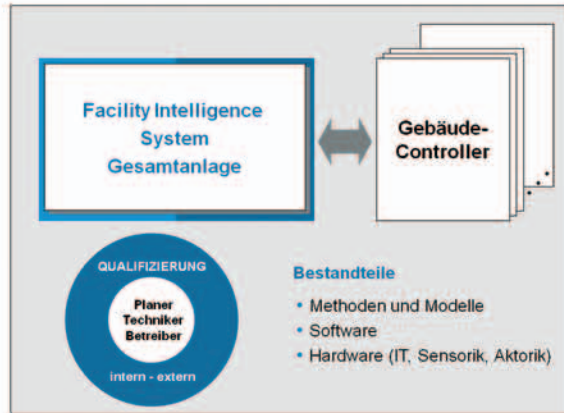 Facility Intelligence
System
Gesamtanlage
Gebäude-
Controller
QUALIFIZIERUNG
Planer
Techniker
Betreiber
intern - extern
Bestandteile
• Methoden und Modelle
• Software
• Hardware (IT, Sensorik, Aktorik)